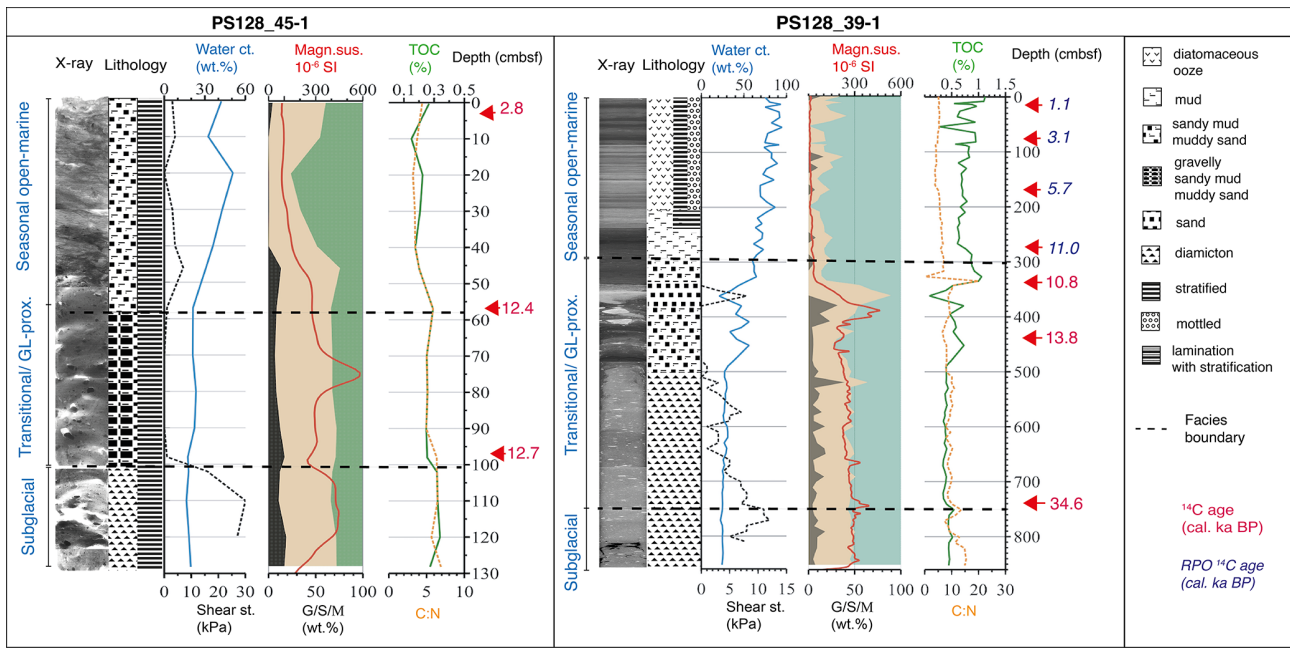 PS128_45-1
PS128_39-1
X-ray
Lithology
Water ct.
(wt.%)
0 30 60
Magn.sus.
10⁻⁶ SI
0 300 600
TOC
(%)
0.1 0.3 0.5
Depth (cmbsf)
0
10
20
30
40
50
60
70
80
90
100
110
120
130
2.8
12.4
12.7
Seasonal open-marine
Transitional/ GL-prox.
Subglacial
0 10 20 30
Shear st.
(kPa)
0 50 100
G/S/M
(wt.%)
0 5 10
C:N
X-ray
Lithology
Water ct.
(wt.%)
0 50 100
Magn.sus.
10⁻⁶ SI
0 300 600
TOC
(%)
0 0.5 1 1.5
Depth (cmbsf)
0
100
200
300
400
500
600
700
800
1.1
3.1
5.7
11.0
10.8
13.8
34.6
Seasonal open-marine
Transitional/ GL-prox.
Subglacial
0 5 10 15
Shear st.
(kPa)
0 50 100
G/S/M
(wt.%)
0 10 20 30
C:N
diatomaceous
ooze
mud
sandy mud
muddy sand
gravelly
sandy mud
muddy sand
sand
diamicton
stratified
mottled
lamination
with stratification
Facies
boundary
¹⁴C age
(cal. ka BP)
RPO ¹⁴C age
(cal. ka BP)